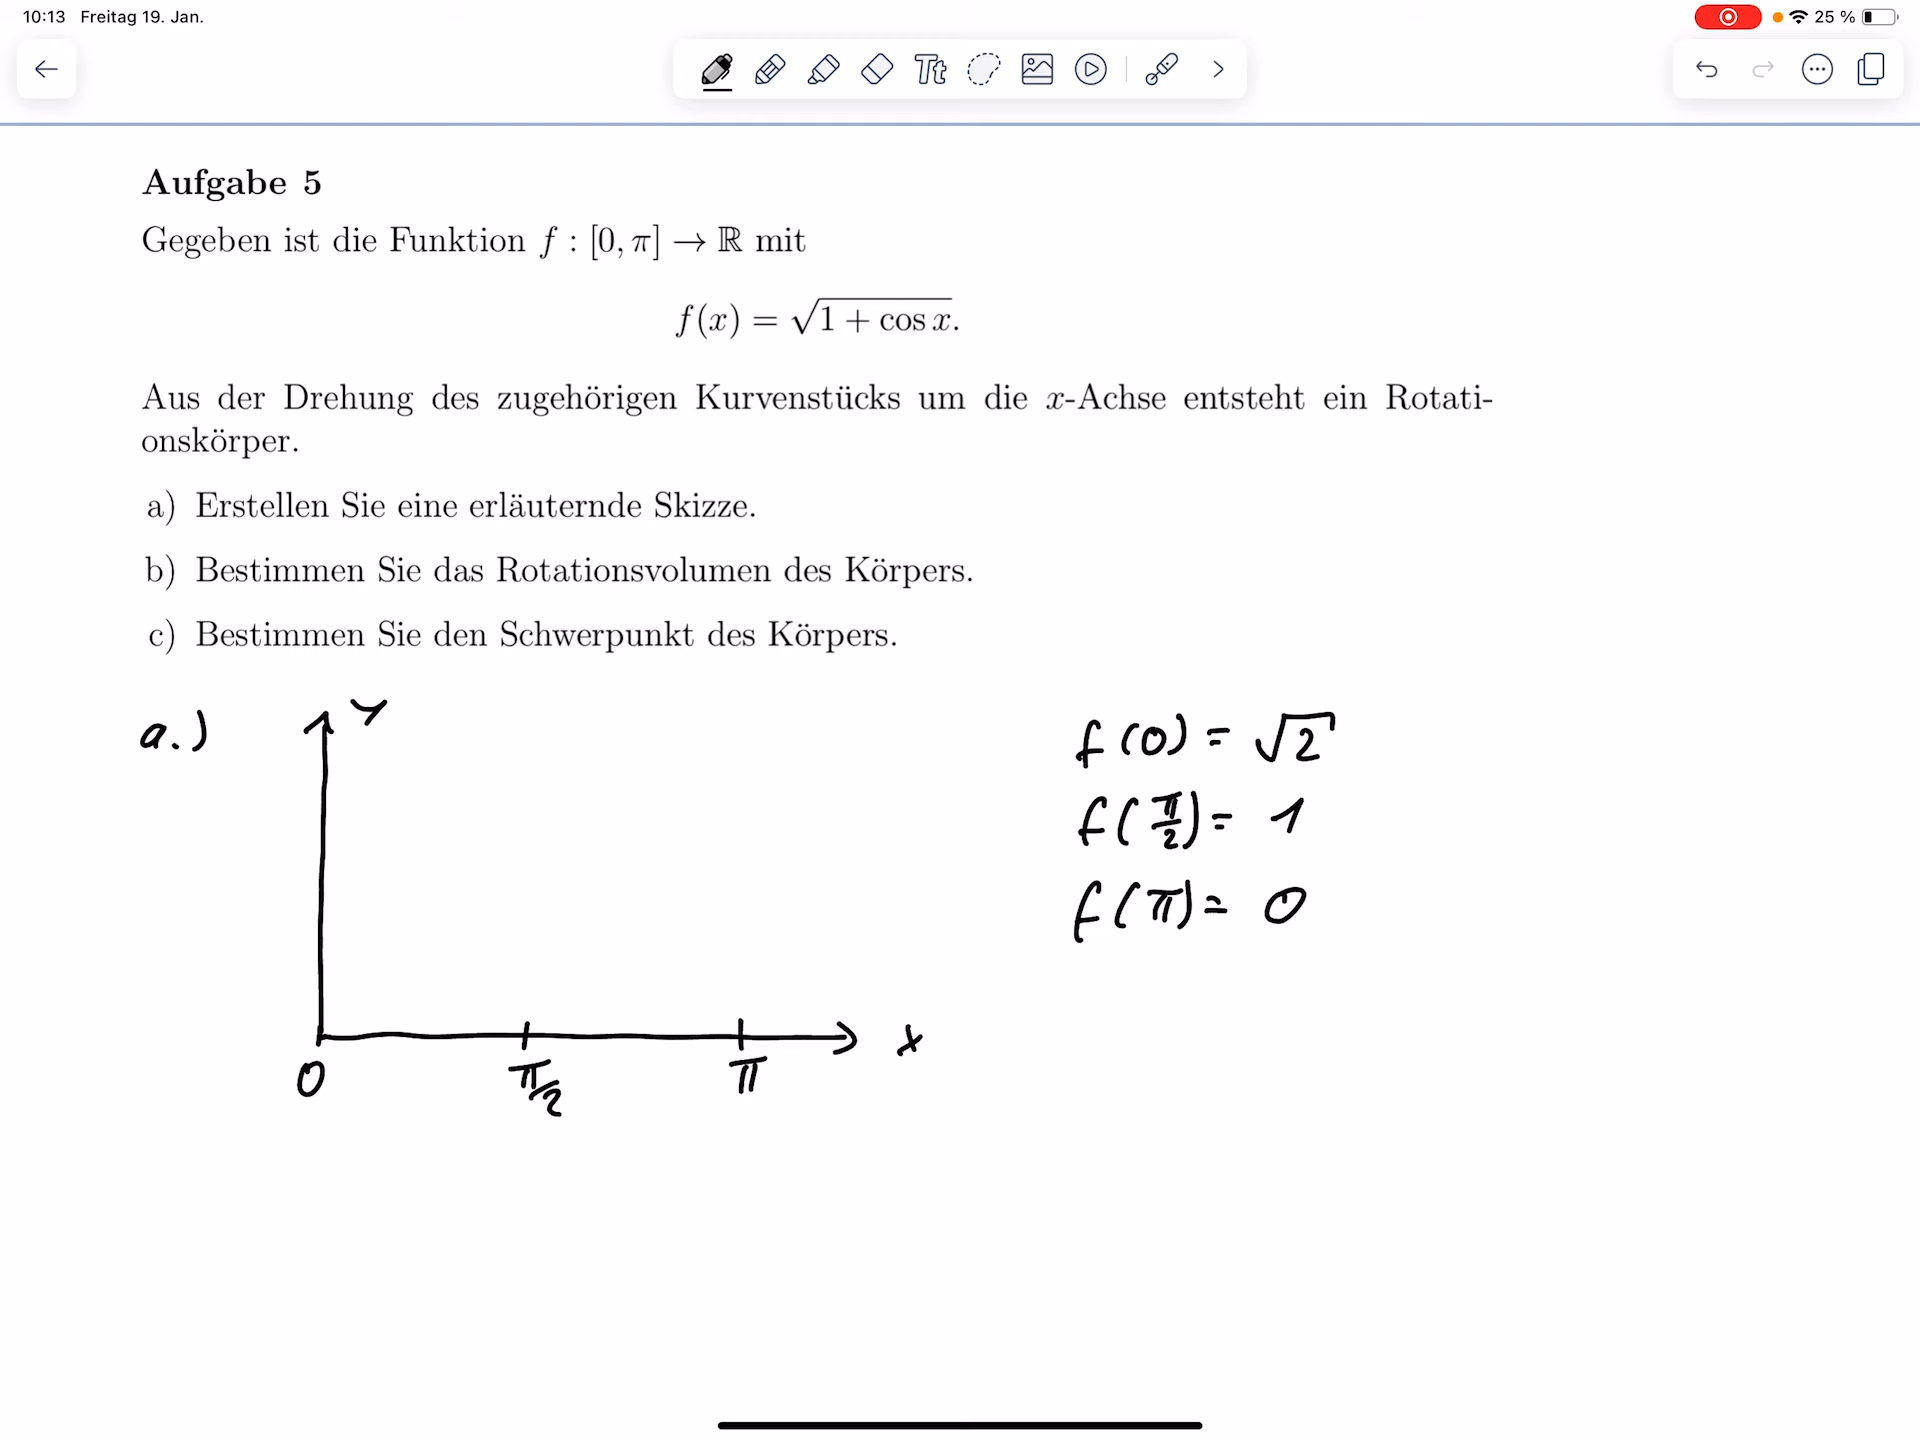 10:13 Freitag 19. Jan.
25 %
Tt
Aufgabe 5
Gegeben ist die Funktion f : [0, π] → ℝ mit
f(x) = √(1 + cos x).
Aus der Drehung des zugehörigen Kurvenstücks um die x-Achse entsteht ein Rotati-
onskörper.
a) Erstellen Sie eine erläuternde Skizze.
b) Bestimmen Sie das Rotationsvolumen des Körpers.
c) Bestimmen Sie den Schwerpunkt des Körpers.
a.)
y
f(0) = √2
f(π/2) = 1
f(π) = 0
x
0 π/2 π